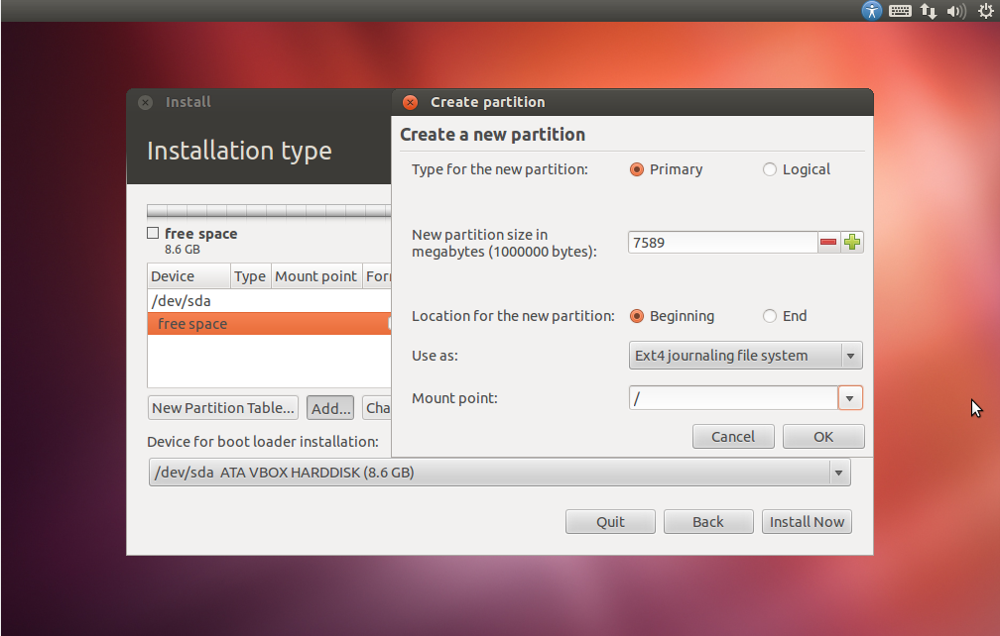 Install
Installation type
free space
8.6 GB
Device Type Mount point For
/dev/sda
free space
New Partition Table... Add... Cha
Device for boot loader installation:
/dev/sda ATA VBOX HARDDISK (8.6 GB)
Quit Back Install Now
Create partition
Create a new partition
Type for the new partition: Primary Logical
New partition size in
megabytes (1000000 bytes): 7589
Location for the new partition: Beginning End
Use as: Ext4 journaling file system
Mount point: /
Cancel OK